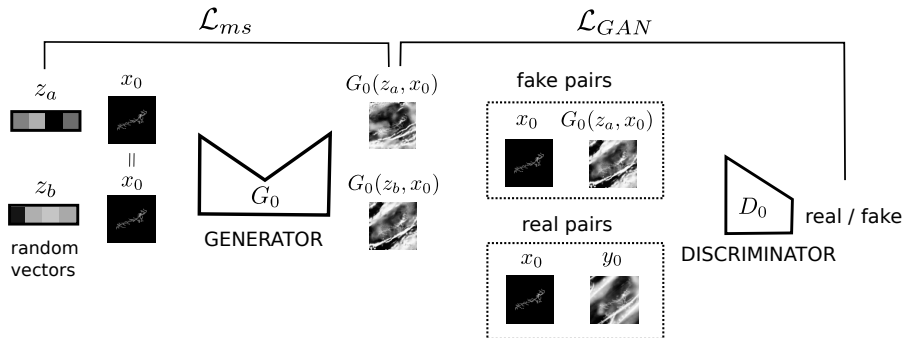 ℒ_ms
ℒ_GAN
z_a
x_0
G_0(z_a, x_0)
fake pairs
x_0
G_0(z_a, x_0)
=
z_b
x_0
G_0
G_0(z_b, x_0)
GENERATOR
random
vectors
real pairs
x_0
y_0
D_0
real / fake
DISCRIMINATOR